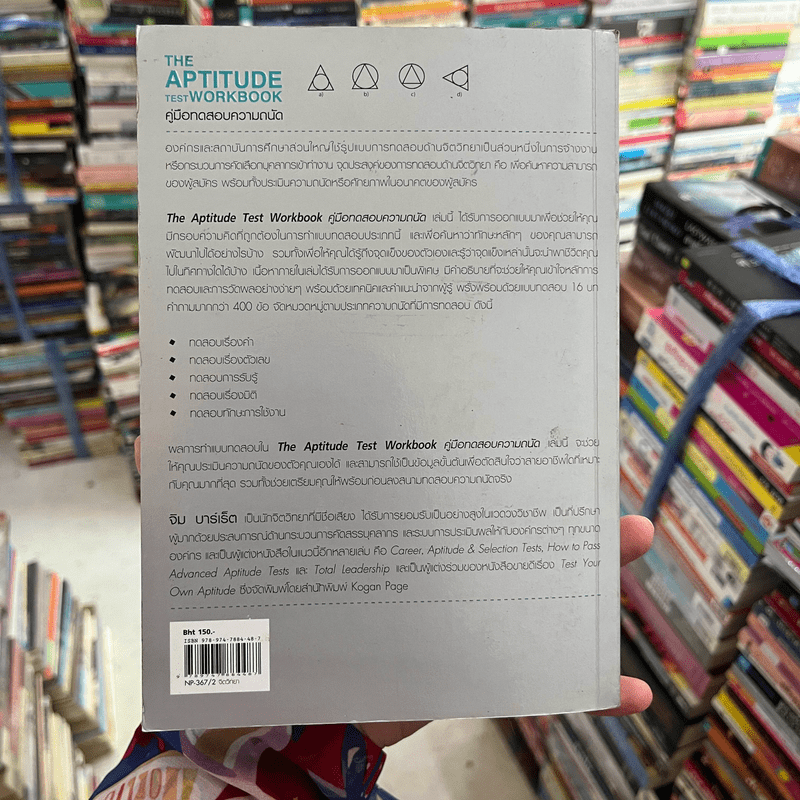 THE
APTITUDE
TESTWORKBOOK
คู่มือทดสอบความถนัด
a) b) c) d)
องค์กรและสถาบันการศึกษาส่วนใหญ่ใช้รูปแบบการทดสอบด้านจิตวิทยาเป็นส่วนหนึ่งในการจ้างงาน
หรือกระบวนการคัดเลือกบุคลากรเข้าทำงาน จุดประสงค์ของการทดสอบด้านจิตวิทยา คือ เพื่อค้นหาความสามารถ
ของผู้สมัคร พร้อมทั้งประเมินความถนัดหรือศักยภาพในอนาคตของผู้สมัคร
The Aptitude Test Workbook คู่มือทดสอบความถนัด เล่มนี้ ได้รับการออกแบบมาเพื่อช่วยให้คุณ
มีกรอบความคิดที่ถูกต้องในการทำแบบทดสอบประเภทนี้ และเพื่อค้นหาว่าทักษะหลักๆ ของคุณสามารถ
พัฒนาไปได้อย่างไรบ้าง รวมทั้งเพื่อให้คุณได้รู้ถึงจุดแข็งของตัวเองและรู้ว่าจุดแข็งเหล่านั้นจะนำพาชีวิตคุณ
ไปในทิศทางใดได้บ้าง เนื้อหาภายในเล่มได้รับการออกแบบมาเป็นพิเศษ มีคำอธิบายที่จะช่วยให้คุณเข้าใจหลักการ
ทดสอบและการวัดผลอย่างง่ายๆ พร้อมด้วยเทคนิคและคำแนะนำจากผู้รู้ พรั่งพร้อมด้วยแบบทดสอบ 16 บท
คำถามมากกว่า 400 ข้อ จัดหมวดหมู่ตามประเภทความถนัดที่มีการทดสอบ ดังนี้
◆ ทดสอบเรื่องคำ
◆ ทดสอบเรื่องตัวเลข
◆ ทดสอบการรับรู้
◆ ทดสอบเรื่องมิติ
◆ ทดสอบทักษะการใช้งาน
ผลการทำแบบทดสอบใน The Aptitude Test Workbook คู่มือทดสอบความถนัด เล่มนี้ จะช่วย
ให้คุณประเมินความถนัดของตัวคุณเองได้ และสามารถใช้เป็นข้อมูลขั้นต้นเพื่อตัดสินใจว่าสายอาชีพใดที่เหมาะ
กับคุณมากที่สุด รวมทั้งช่วยเตรียมคุณให้พร้อมก่อนลงสนามทดสอบความถนัดจริง
จิม บาร์เร็ต เป็นนักจิตวิทยาที่มีชื่อเสียง ได้รับการยอมรับเป็นอย่างสูงในแวดวงวิชาชีพ เป็นที่ปรึกษา
ผู้มากด้วยประสบการณ์ด้านกระบวนการคัดสรรบุคลากร และระบบการประเมินผลให้กับองค์กรต่างๆ ทุกขนาด
องค์กร และเป็นผู้แต่งหนังสือในแนวนี้อีกหลายเล่ม คือ Career, Aptitude & Selection Tests, How to Pass
Advanced Aptitude Tests และ Total Leadership และเป็นผู้แต่งร่วมของหนังสือขายดีเรื่อง Test Your
Own Aptitude ซึ่งจัดพิมพ์โดยสำนักพิมพ์ Kogan Page
Bht 150.-
ISBN 978-974-7884-48-7
9 789747 884487
NP-367/2 จิตวิทยา